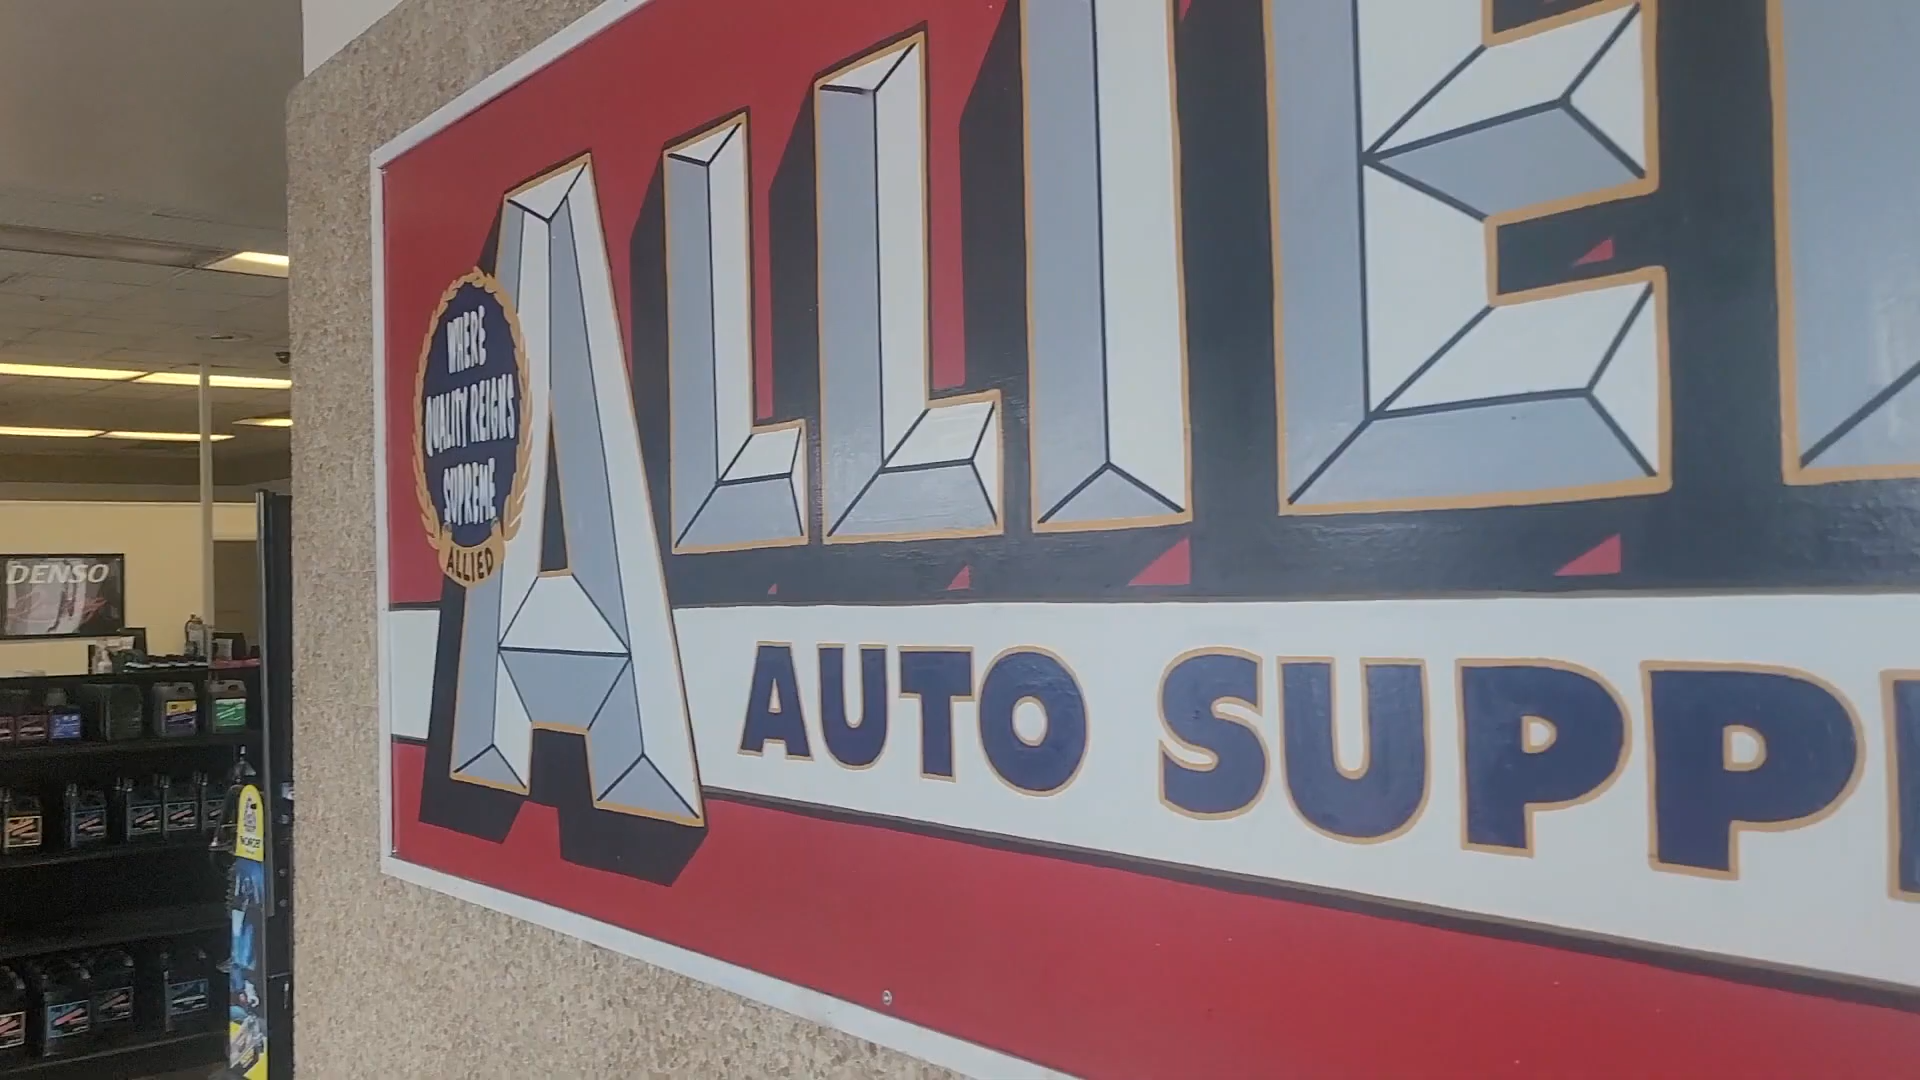 ALLIE
WHERE
QUALITY REIGNS
SUPREME
ALLIED
AUTO SUPP
DENSO